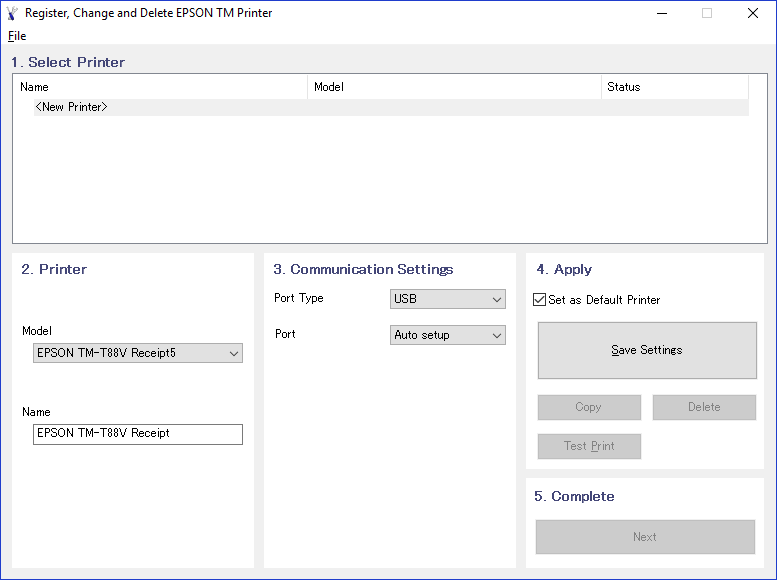 Register, Change and Delete EPSON TM Printer
File
1. Select Printer
Name Model Status
<New Printer>
2. Printer
Model
EPSON TM-T88V Receipt5
Name
EPSON TM-T88V Receipt
3. Communication Settings
Port Type USB
Port Auto setup
4. Apply
Set as Default Printer
Save Settings
Copy Delete
Test Print
5. Complete
Next